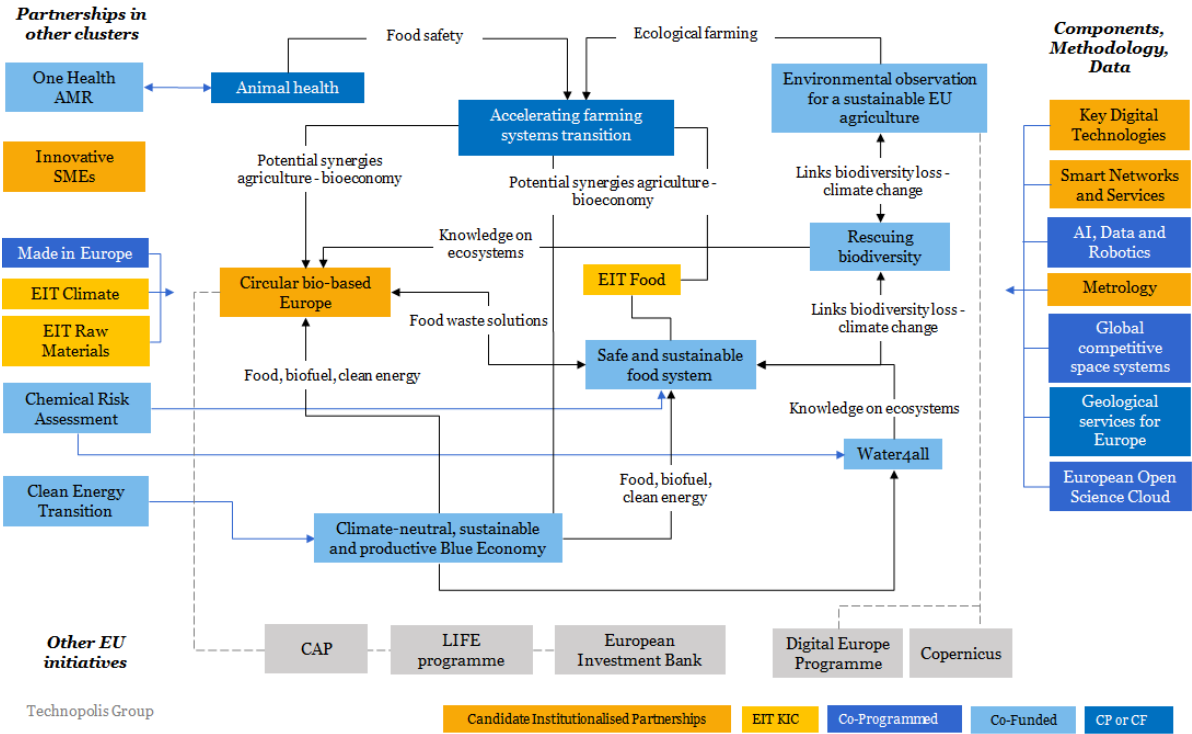 Partnerships in
other clusters
Food safety
Ecological farming
Components,
Methodology,
Data
One Health
AMR
Animal health
Environmental observation
for a sustainable EU
agriculture
Accelerating farming
systems transition
Key Digital
Technologies
Innovative
SMEs
Potential synergies
agriculture - bioeconomy
Potential synergies agriculture -
bioeconomy
Links biodiversity loss -
climate change
Smart Networks
and Services
Made in Europe
Knowledge on
ecosystems
Rescuing
biodiversity
AI, Data and
Robotics
EIT Climate
Circular bio-based
Europe
EIT Food
Metrology
EIT Raw
Materials
Food waste solutions
Links biodiversity loss -
climate change
Global
competitive
space systems
Safe and sustainable
food system
Food, biofuel, clean energy
Chemical Risk
Assessment
Knowledge on ecosystems
Geological
services for
Europe
Water4all
Food, biofuel,
clean energy
European Open
Science Cloud
Clean Energy
Transition
Climate-neutral, sustainable
and productive Blue Economy
Other EU
initiatives
CAP
LIFE
programme
European
Investment Bank
Digital Europe
Programme
Copernicus
Technopolis Group
Candidate Institutionalised Partnerships
EIT KIC
Co-Programmed
Co-Funded
CP or CF